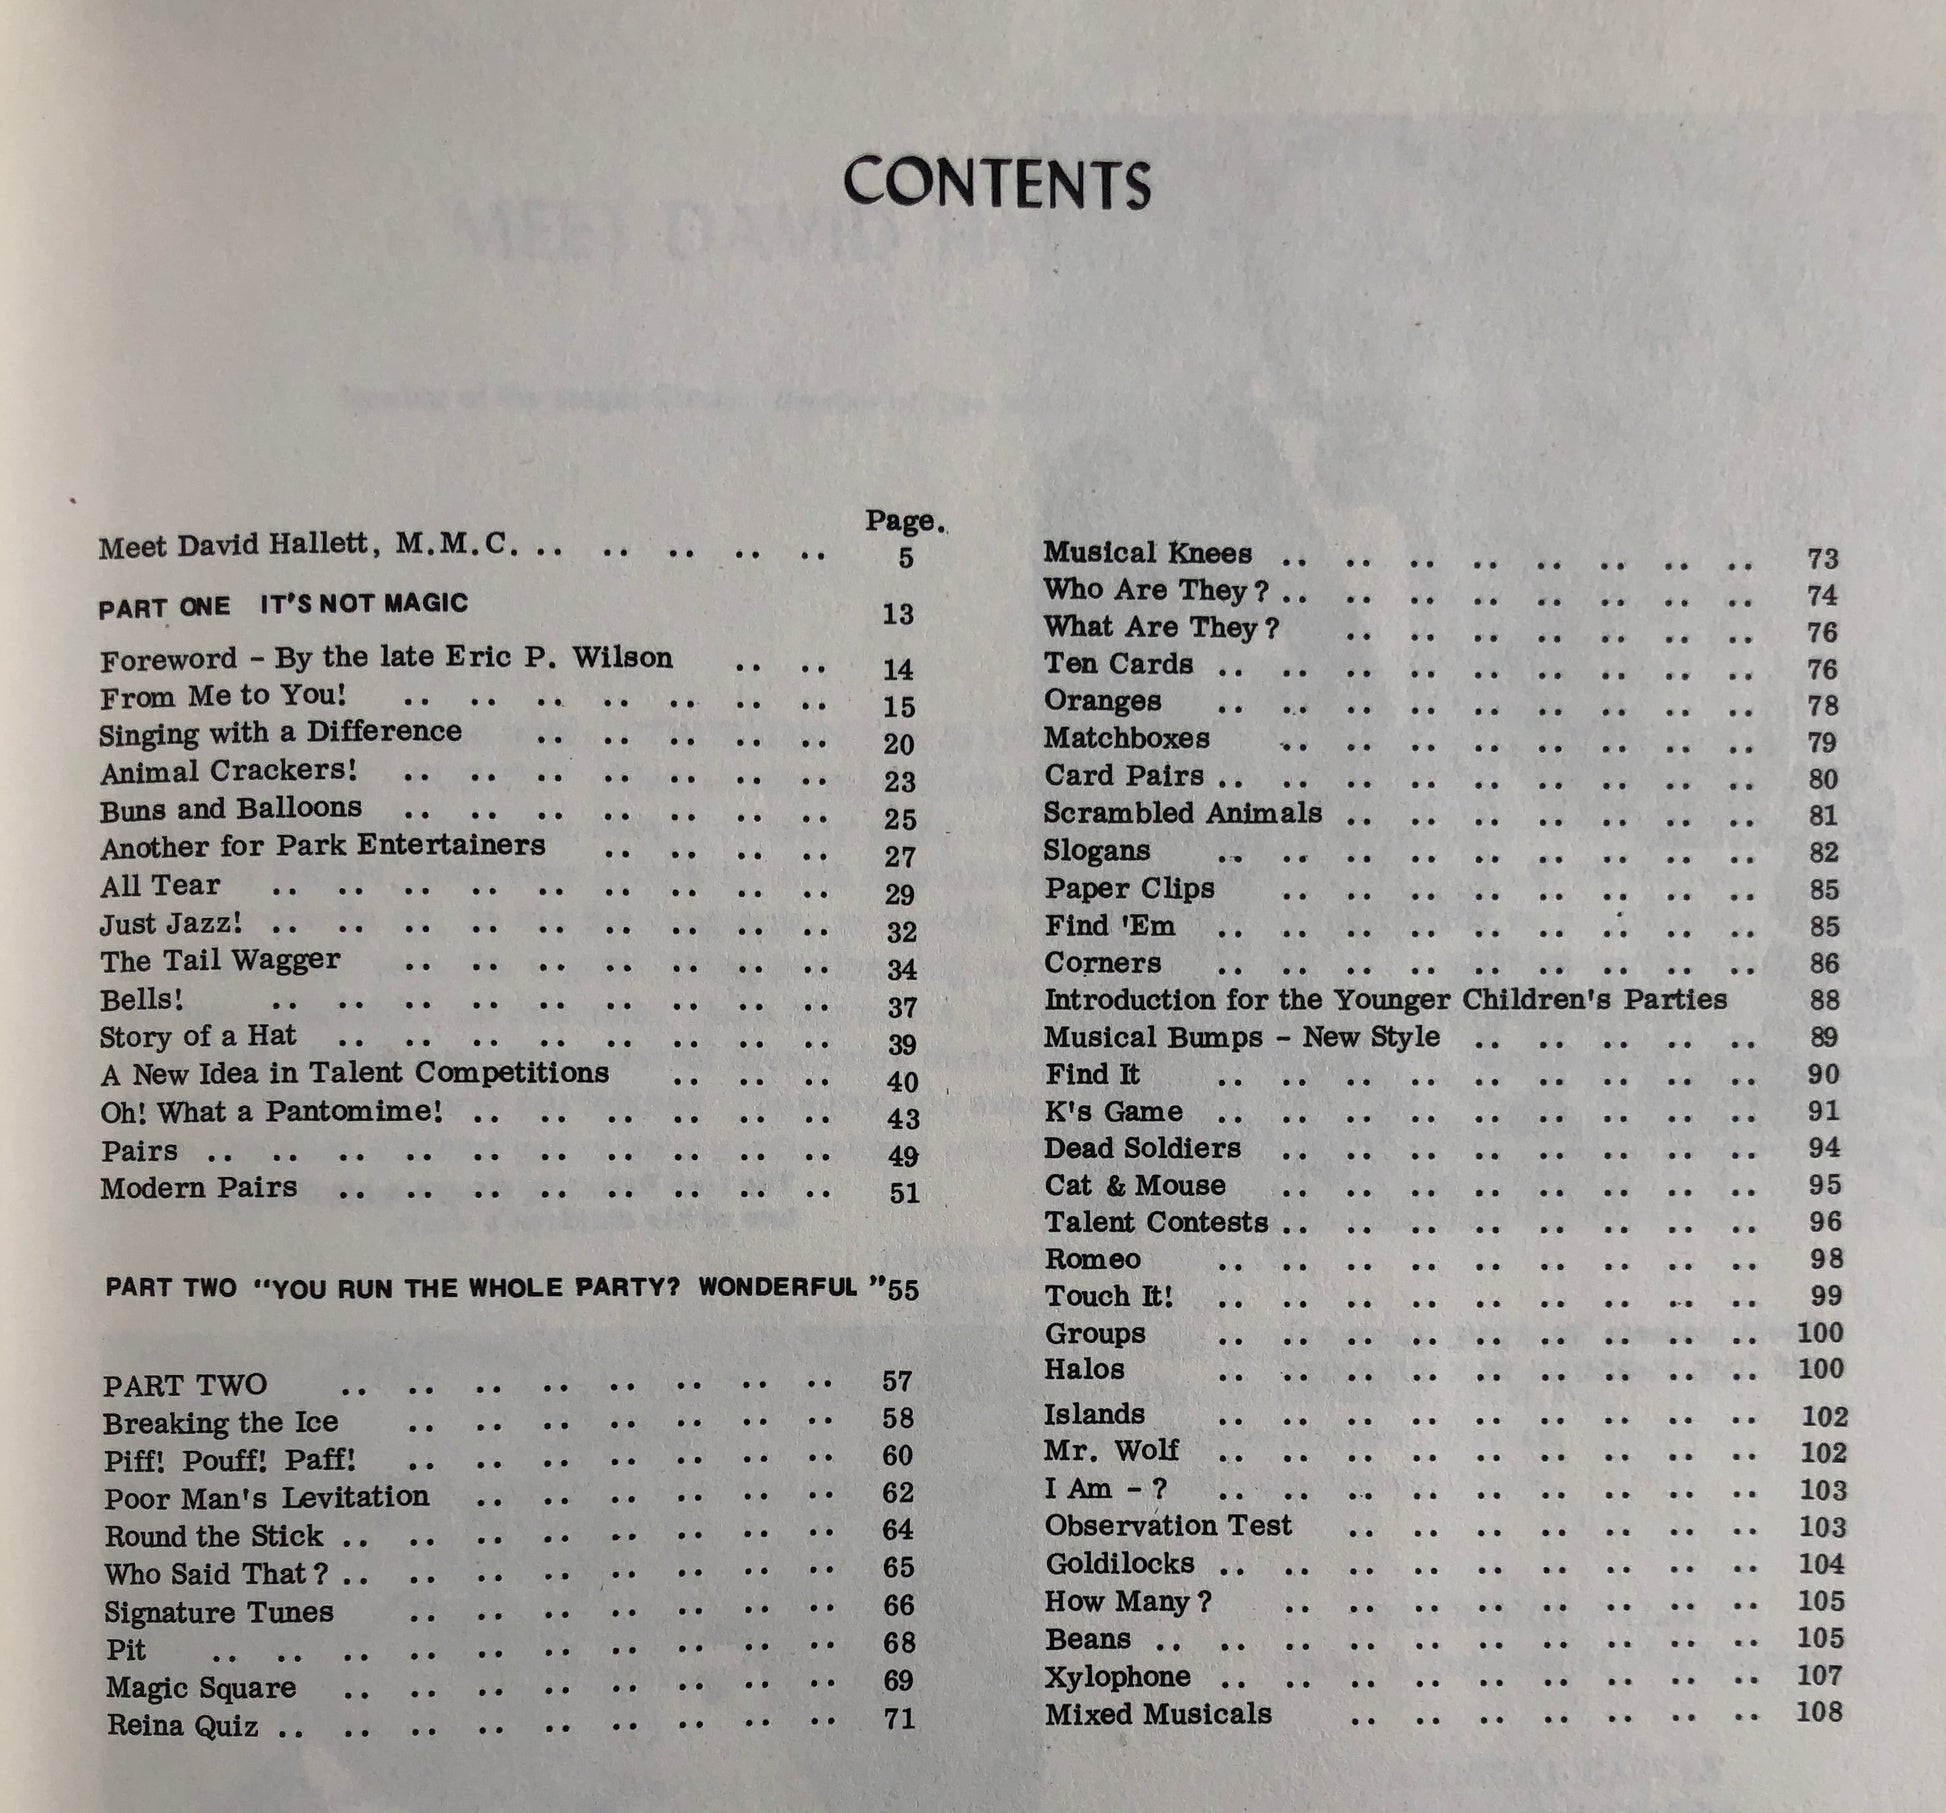 CONTENTS
Page.
Meet David Hallett, M.M.C. .. .. .. .. .. 5
PART ONE IT'S NOT MAGIC 13
Foreword - By the late Eric P. Wilson .. .. 14
From Me to You! .. .. .. .. .. .. .. 15
Singing with a Difference .. .. .. .. .. 20
Animal Crackers! .. .. .. .. .. .. .. 23
Buns and Balloons .. .. .. .. .. .. .. 25
Another for Park Entertainers .. .. .. .. 27
All Tear .. .. .. .. .. .. .. .. .. 29
Just Jazz! .. .. .. .. .. .. .. .. .. 32
The Tail Wagger .. .. .. .. .. .. .. 34
Bells! .. .. .. .. .. .. .. .. .. 37
Story of a Hat .. .. .. .. .. .. .. .. 39
A New Idea in Talent Competitions .. .. .. 40
Oh! What a Pantomime! .. .. .. .. .. .. 43
Pairs .. .. .. .. .. .. .. .. .. .. 49
Modern Pairs .. .. .. .. .. .. .. .. 51
PART TWO "YOU RUN THE WHOLE PARTY? WONDERFUL " 55
PART TWO .. .. .. .. .. .. .. .. 57
Breaking the Ice .. .. .. .. .. .. .. 58
Piff! Pouff! Paff! .. .. .. .. .. .. .. 60
Poor Man's Levitation .. .. .. .. .. .. 62
Round the Stick .. .. .. .. .. .. .. .. 64
Who Said That? .. .. .. .. .. .. .. .. 65
Signature Tunes .. .. .. .. .. .. .. 66
Pit .. .. .. .. .. .. .. .. .. .. 68
Magic Square .. .. .. .. .. .. .. .. 69
Reina Quiz .. .. .. .. .. .. .. .. .. 71
Musical Knees .. .. .. .. .. .. .. .. 73
Who Are They? .. .. .. .. .. .. .. .. 74
What Are They? .. .. .. .. .. .. .. 76
Ten Cards .. .. .. .. .. .. .. .. .. 76
Oranges .. .. .. .. .. .. .. .. .. 78
Matchboxes .. .. .. .. .. .. .. .. 79
Card Pairs .. .. .. .. .. .. .. .. .. 80
Scrambled Animals .. .. .. .. .. .. .. 81
Slogans .. .. .. .. .. .. .. .. .. 82
Paper Clips .. .. .. .. .. .. .. .. 85
Find 'Em .. .. .. .. .. .. .. .. .. 85
Corners .. .. .. .. .. .. .. .. .. 86
Introduction for the Younger Children's Parties 88
Musical Bumps - New Style .. .. .. .. .. 89
Find It .. .. .. .. .. .. .. .. .. 90
K's Game .. .. .. .. .. .. .. .. .. 91
Dead Soldiers .. .. .. .. .. .. .. .. 94
Cat & Mouse .. .. .. .. .. .. .. .. 95
Talent Contests .. .. .. .. .. .. .. .. 96
Romeo .. .. .. .. .. .. .. .. .. 98
Touch It! .. .. .. .. .. .. .. .. .. 99
Groups .. .. .. .. .. .. .. .. .. 100
Halos .. .. .. .. .. .. .. .. .. 100
Islands .. .. .. .. .. .. .. .. .. 102
Mr. Wolf .. .. .. .. .. .. .. .. .. 102
I Am - ? .. .. .. .. .. .. .. .. .. 103
Observation Test .. .. .. .. .. .. .. 103
Goldilocks .. .. .. .. .. .. .. .. .. 104
How Many? .. .. .. .. .. .. .. .. 105
Beans .. .. .. .. .. .. .. .. .. .. 105
Xylophone .. .. .. .. .. .. .. .. .. 107
Mixed Musicals .. .. .. .. .. .. .. 108